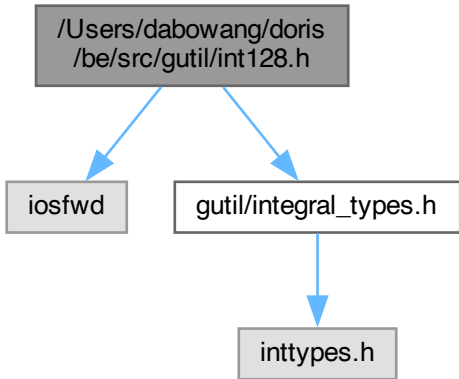 /Users/dabowang/doris
/be/src/gutil/int128.h
iosfwd
gutil/integral_types.h
inttypes.h